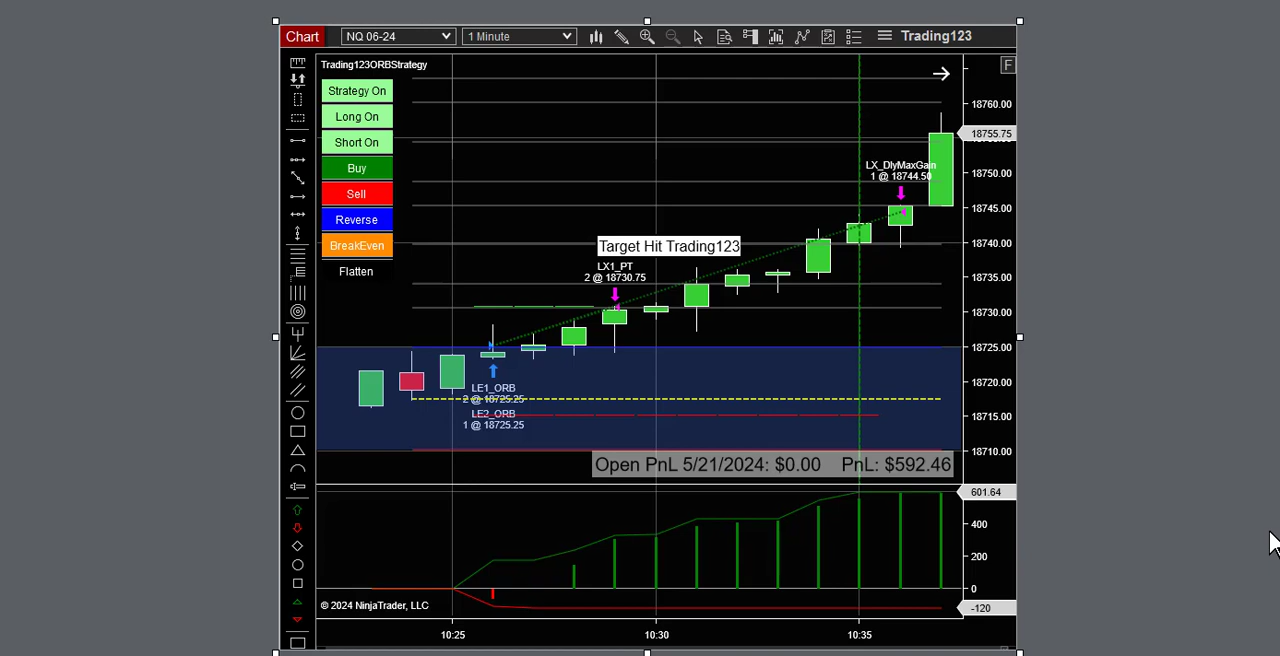 Chart NQ 06-24 1 Minute Trading123
Trading123ORBStrategy
F
Strategy On
Long On
Short On
Buy
Sell
Reverse
BreakEven
Flatten
18760.00
18755.75
18750.00
18745.00
18740.00
18735.00
18730.00
18725.00
18720.00
18715.00
18710.00
LX_DlyMaxGain
1 @ 18744.50
Target Hit Trading123
LX1_PT
2 @ 18730.75
LE1_ORB
2 @ 18725.25
LE2_ORB
1 @ 18725.25
Open PnL 5/21/2024: $0.00 PnL: $592.46
601.64
400
200
0
-120
© 2024 NinjaTrader, LLC
10:25 10:30 10:35